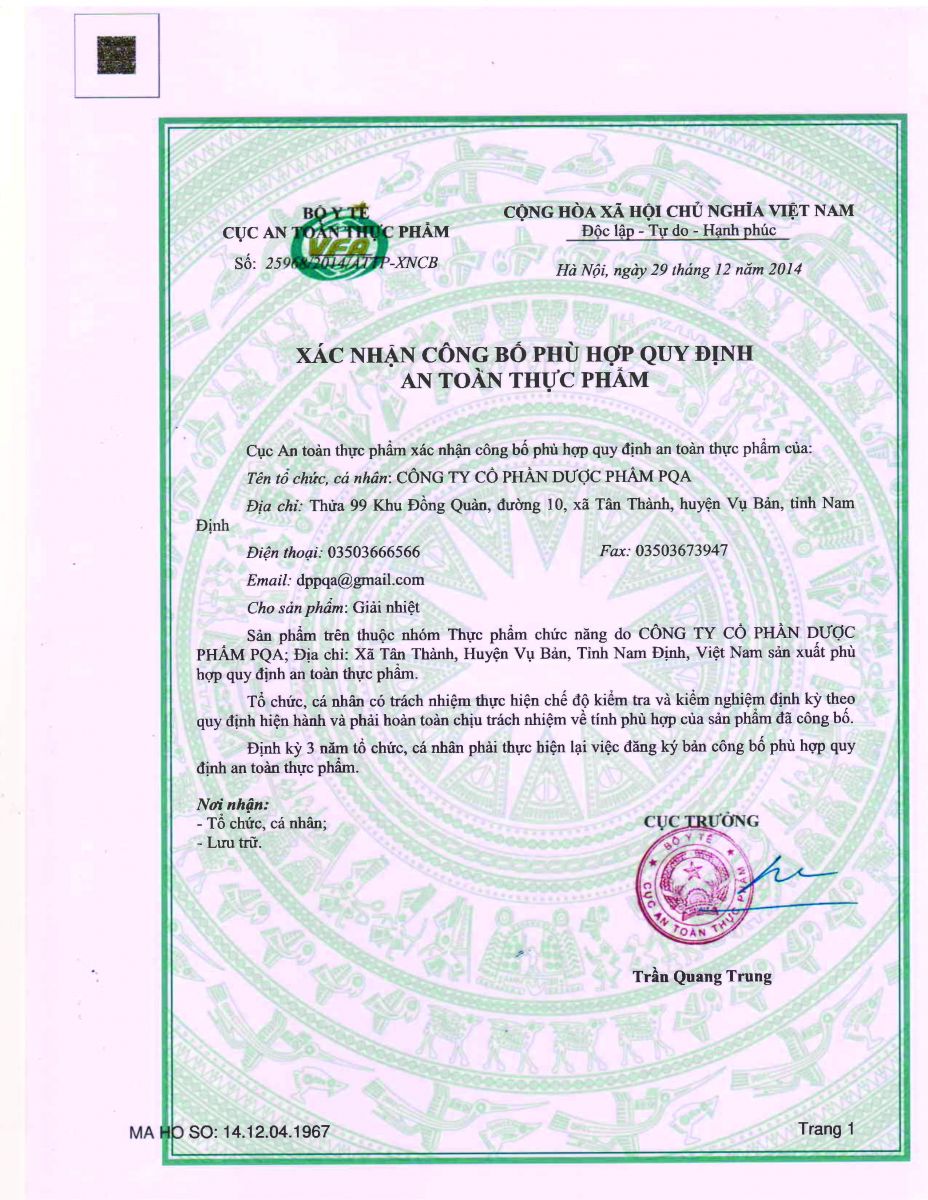 BỘ Y TẾ
CỤC AN TOÀN THỰC PHẨM
VFA
Số: 25968/2014/ATTP-XNCB
CỘNG HÒA XÃ HỘI CHỦ NGHĨA VIỆT NAM
Độc lập - Tự do - Hạnh phúc
Hà Nội, ngày 29 tháng 12 năm 2014
XÁC NHẬN CÔNG BỐ PHÙ HỢP QUY ĐỊNH
AN TOÀN THỰC PHẨM
Cục An toàn thực phẩm xác nhận công bố phù hợp quy định an toàn thực phẩm của:
Tên tổ chức, cá nhân: CÔNG TY CỔ PHẦN DƯỢC PHẨM PQA
Địa chỉ: Thửa 99 Khu Đồng Quàn, đường 10, xã Tân Thành, huyện Vụ Bản, tỉnh Nam
Định
Điện thoại: 03503666566 Fax: 03503673947
Email: dppqa@gmail.com
Cho sản phẩm: Giải nhiệt
Sản phẩm trên thuộc nhóm Thực phẩm chức năng do CÔNG TY CỔ PHẦN DƯỢC
PHẨM PQA; Địa chỉ: Xã Tân Thành, Huyện Vụ Bản, Tỉnh Nam Định, Việt Nam sản xuất phù
hợp quy định an toàn thực phẩm.
Tổ chức, cá nhân có trách nhiệm thực hiện chế độ kiểm tra và kiểm nghiệm định kỳ theo
quy định hiện hành và phải hoàn toàn chịu trách nhiệm về tính phù hợp của sản phẩm đã công bố.
Định kỳ 3 năm tổ chức, cá nhân phải thực hiện lại việc đăng ký bản công bố phù hợp quy
định an toàn thực phẩm.
Nơi nhận:
- Tổ chức, cá nhân;
- Lưu trữ.
CỤC TRƯỞNG
BỘ Y TẾ
CỤC AN TOÀN THỰC PHẨM
Trần Quang Trung
MA HO SO: 14.12.04.1967
Trang 1